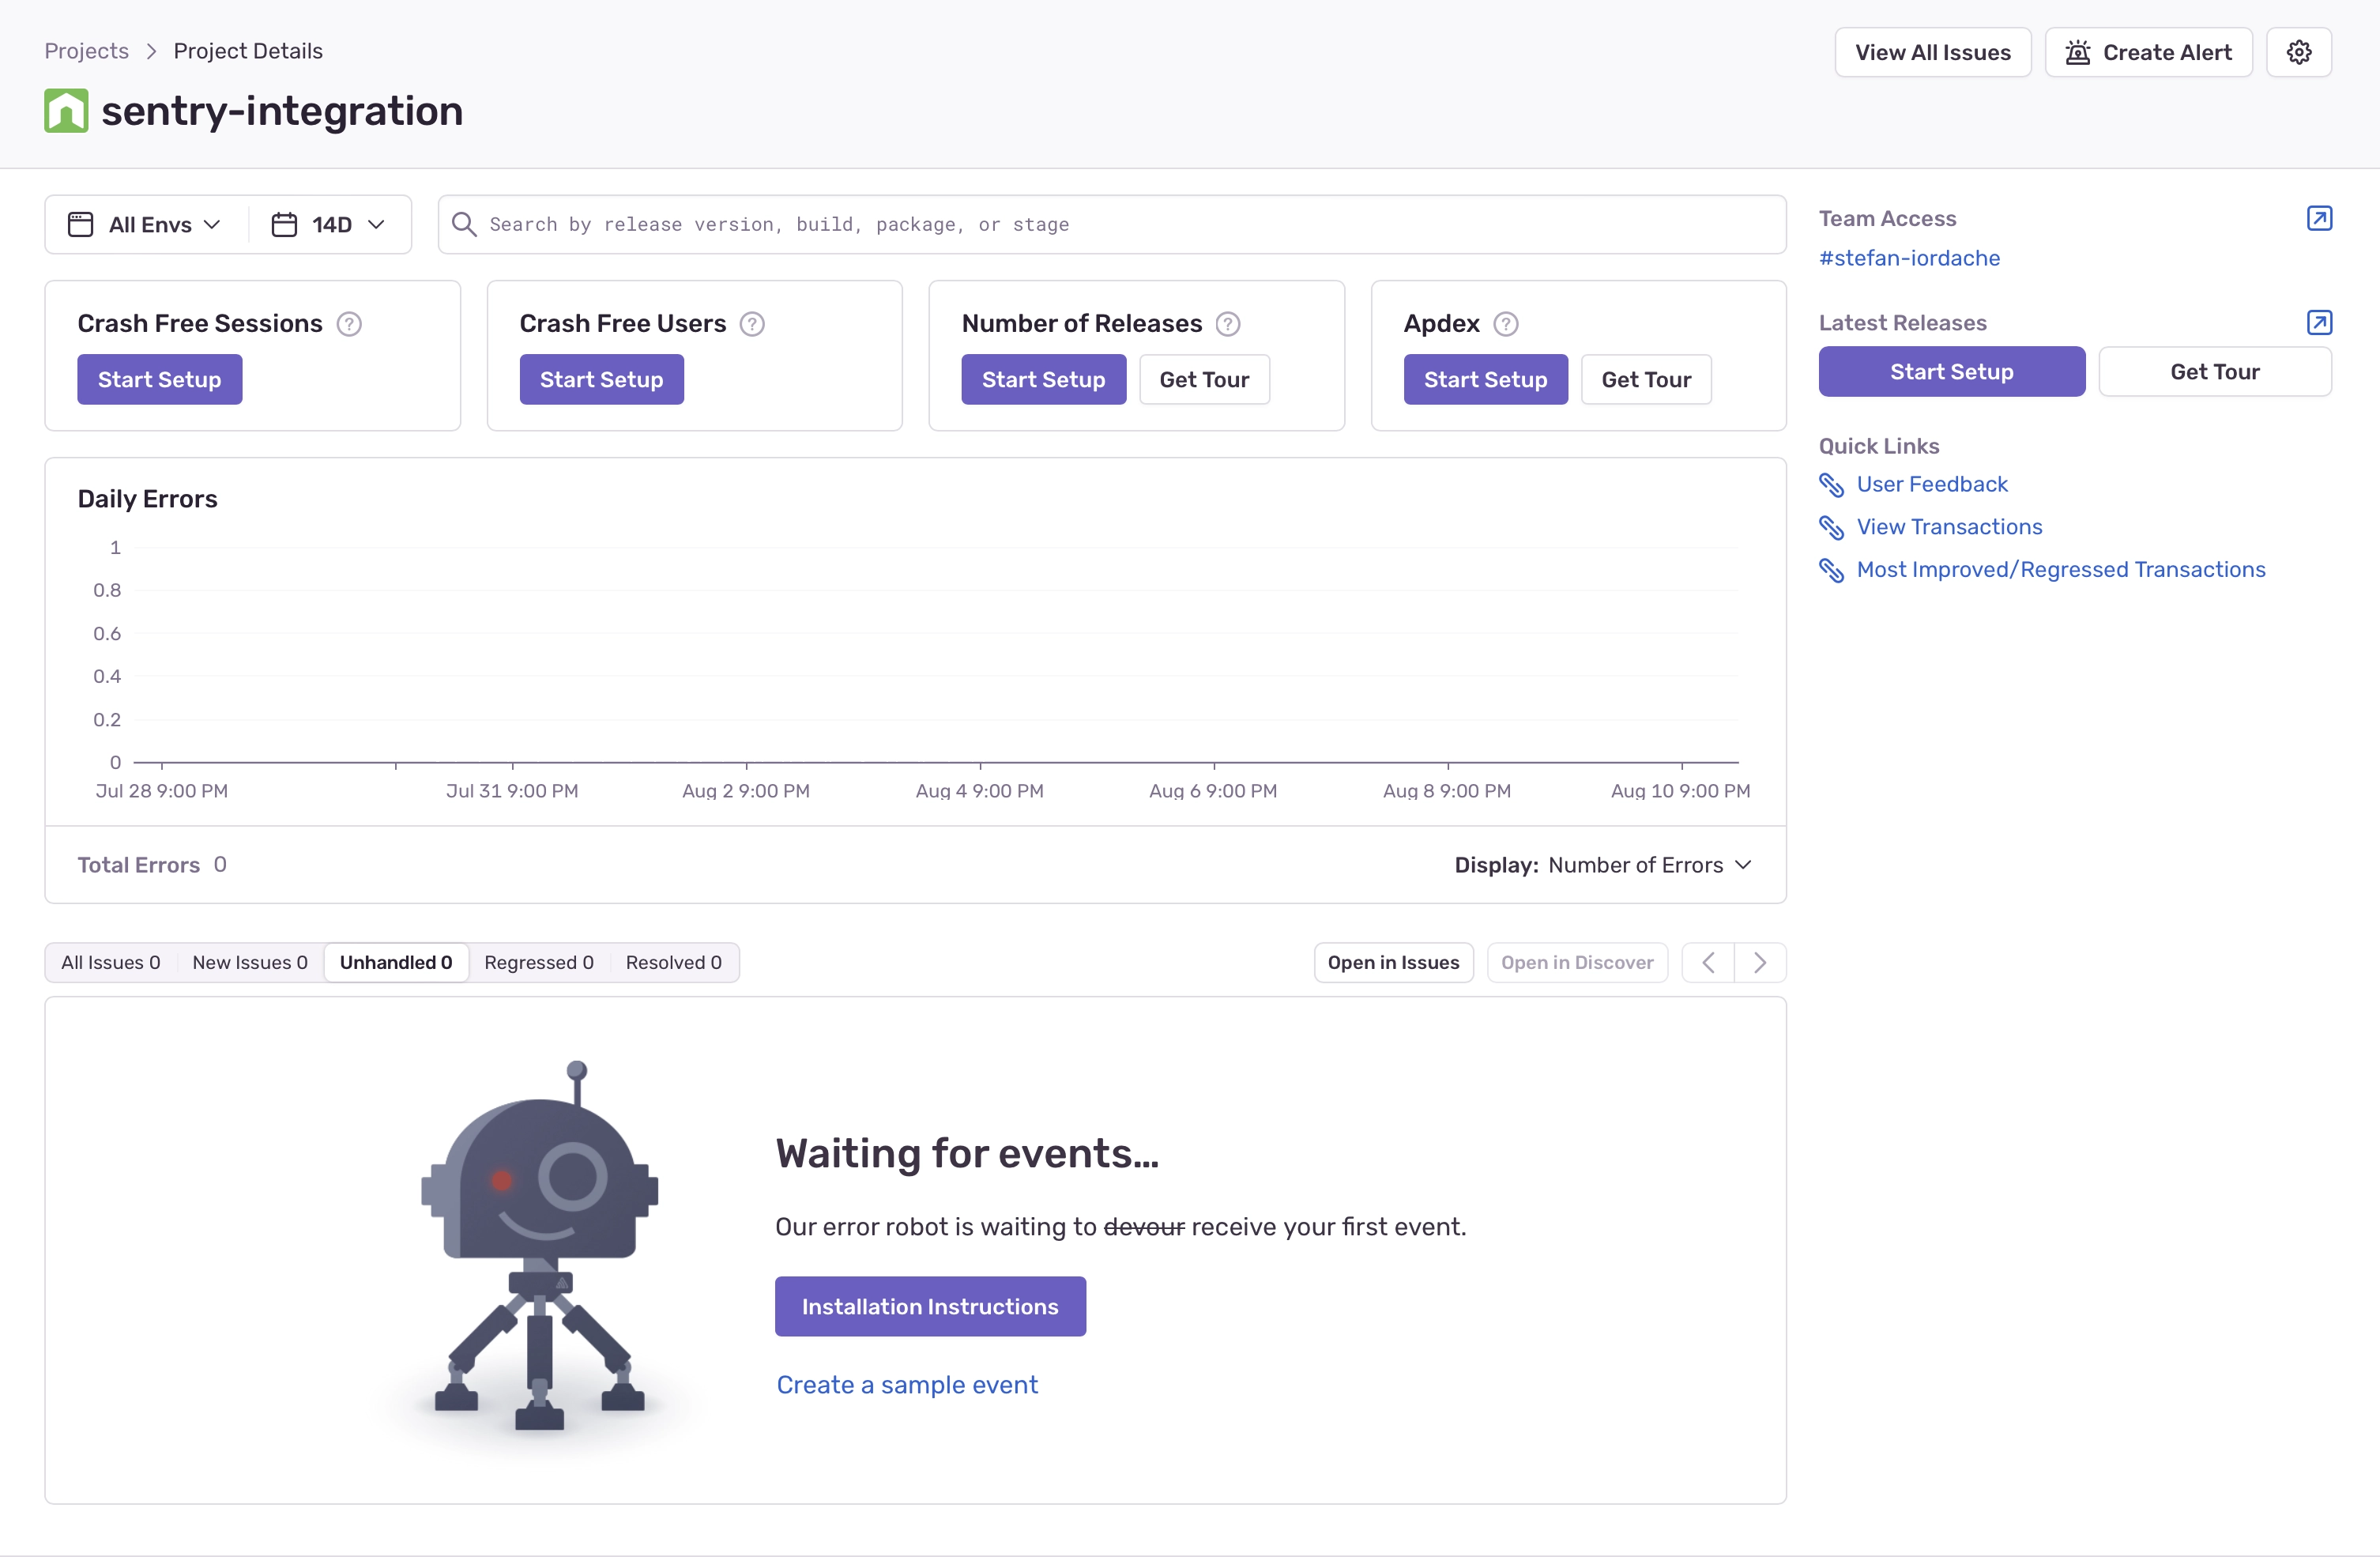 Projects > Project Details
View All Issues
Create Alert
sentry-integration
All Envs
14D
Search by release version, build, package, or stage
Crash Free Sessions ?
Start Setup
Crash Free Users ?
Start Setup
Number of Releases ?
Start Setup
Get Tour
Apdex ?
Start Setup
Get Tour
Daily Errors
1
0.8
0.6
0.4
0.2
0
Jul 28 9:00 PM
Jul 31 9:00 PM
Aug 2 9:00 PM
Aug 4 9:00 PM
Aug 6 9:00 PM
Aug 8 9:00 PM
Aug 10 9:00 PM
Total Errors 0
Display: Number of Errors
All Issues 0
New Issues 0
Unhandled 0
Regressed 0
Resolved 0
Open in Issues
Open in Discover
Waiting for events...
Our error robot is waiting to devour receive your first event.
Installation Instructions
Create a sample event
Team Access
#stefan-iordache
Latest Releases
Start Setup
Get Tour
Quick Links
User Feedback
View Transactions
Most Improved/Regressed Transactions